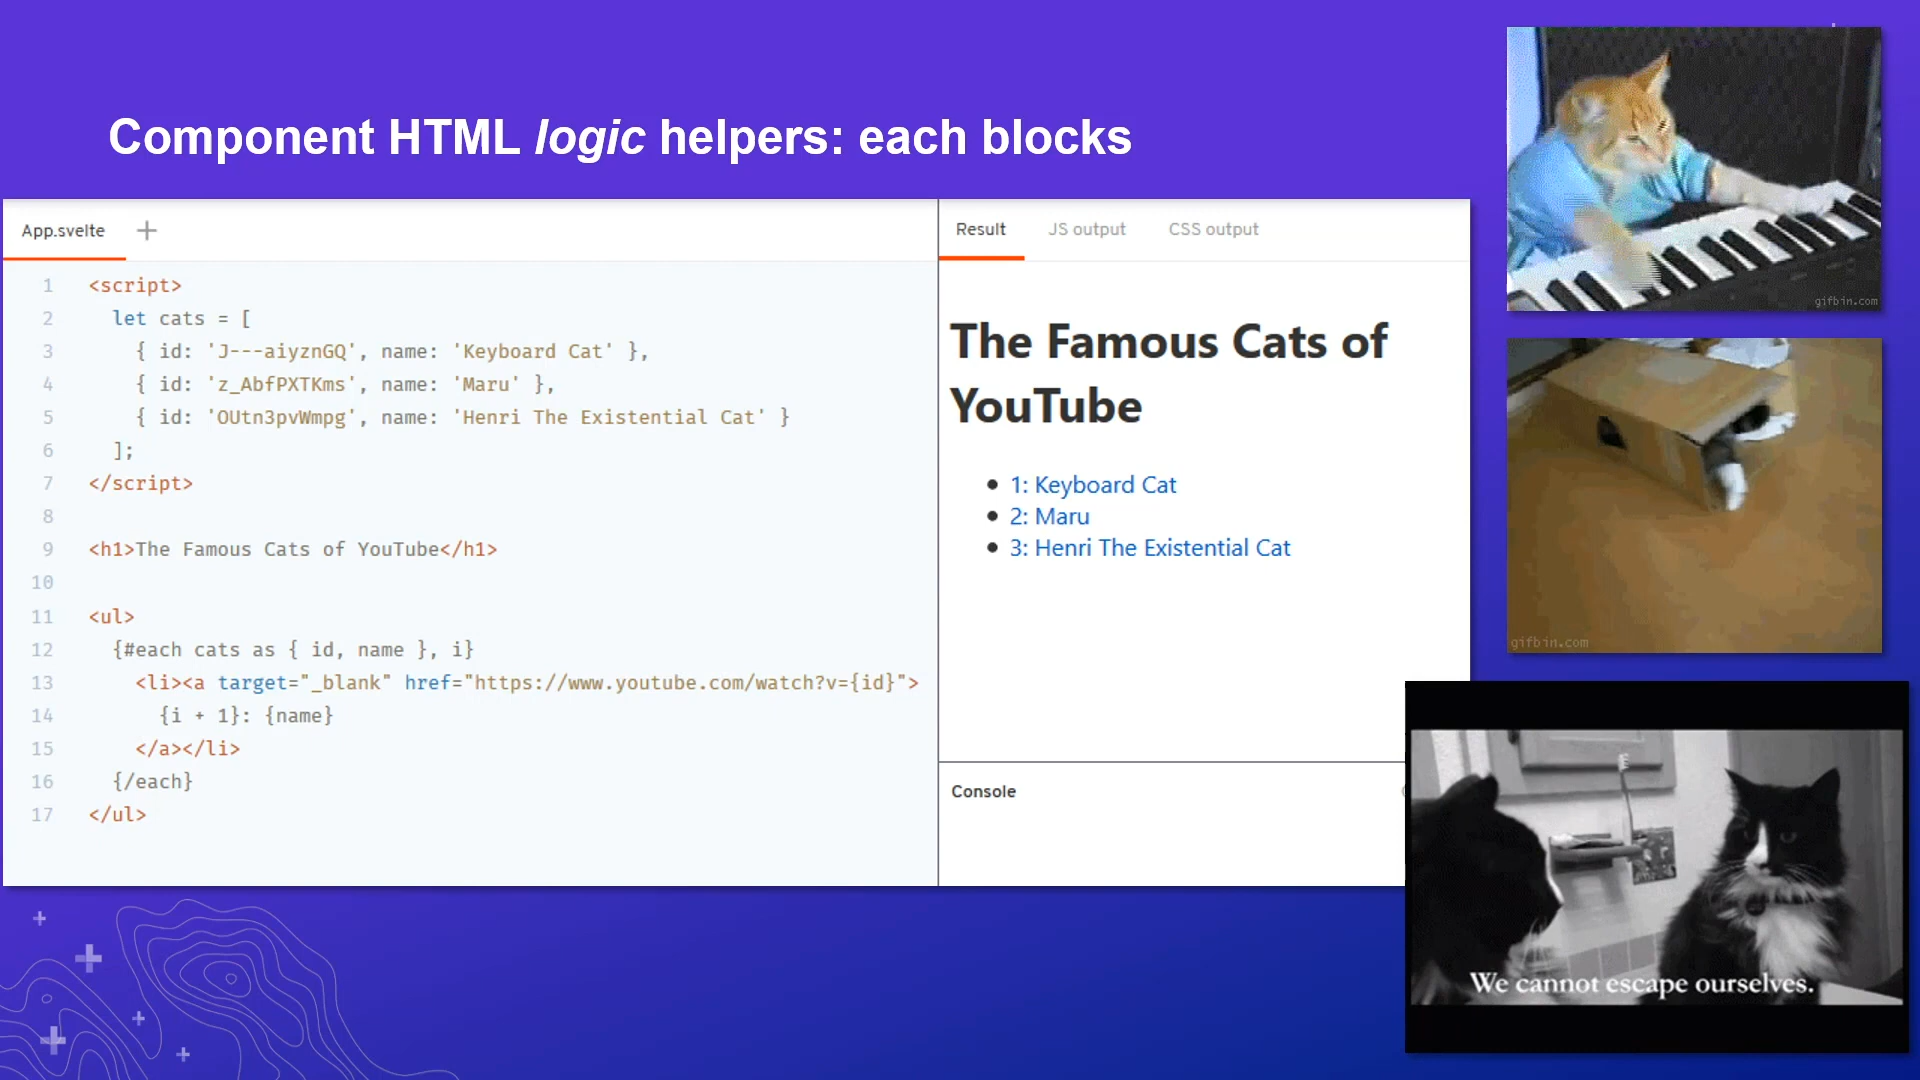 Component HTML logic helpers: each blocks
App.svelte +
1 <script>
2 let cats = [
3 { id: 'J---aiyznGQ', name: 'Keyboard Cat' },
4 { id: 'z_AbfPXTKms', name: 'Maru' },
5 { id: 'OUtn3pvWmpg', name: 'Henri The Existential Cat' }
6 ];
7 </script>
8
9 <h1>The Famous Cats of YouTube</h1>
10
11 <ul>
12 {#each cats as { id, name }, i}
13 <li><a target="_blank" href="https://www.youtube.com/watch?v={id}">
14 {i + 1}: {name}
15 </a></li>
16 {/each}
17 </ul>
Result JS output CSS output
The Famous Cats of
YouTube
1: Keyboard Cat
2: Maru
3: Henri The Existential Cat
Console
gifbin.com
gifbin.com
We cannot escape ourselves.